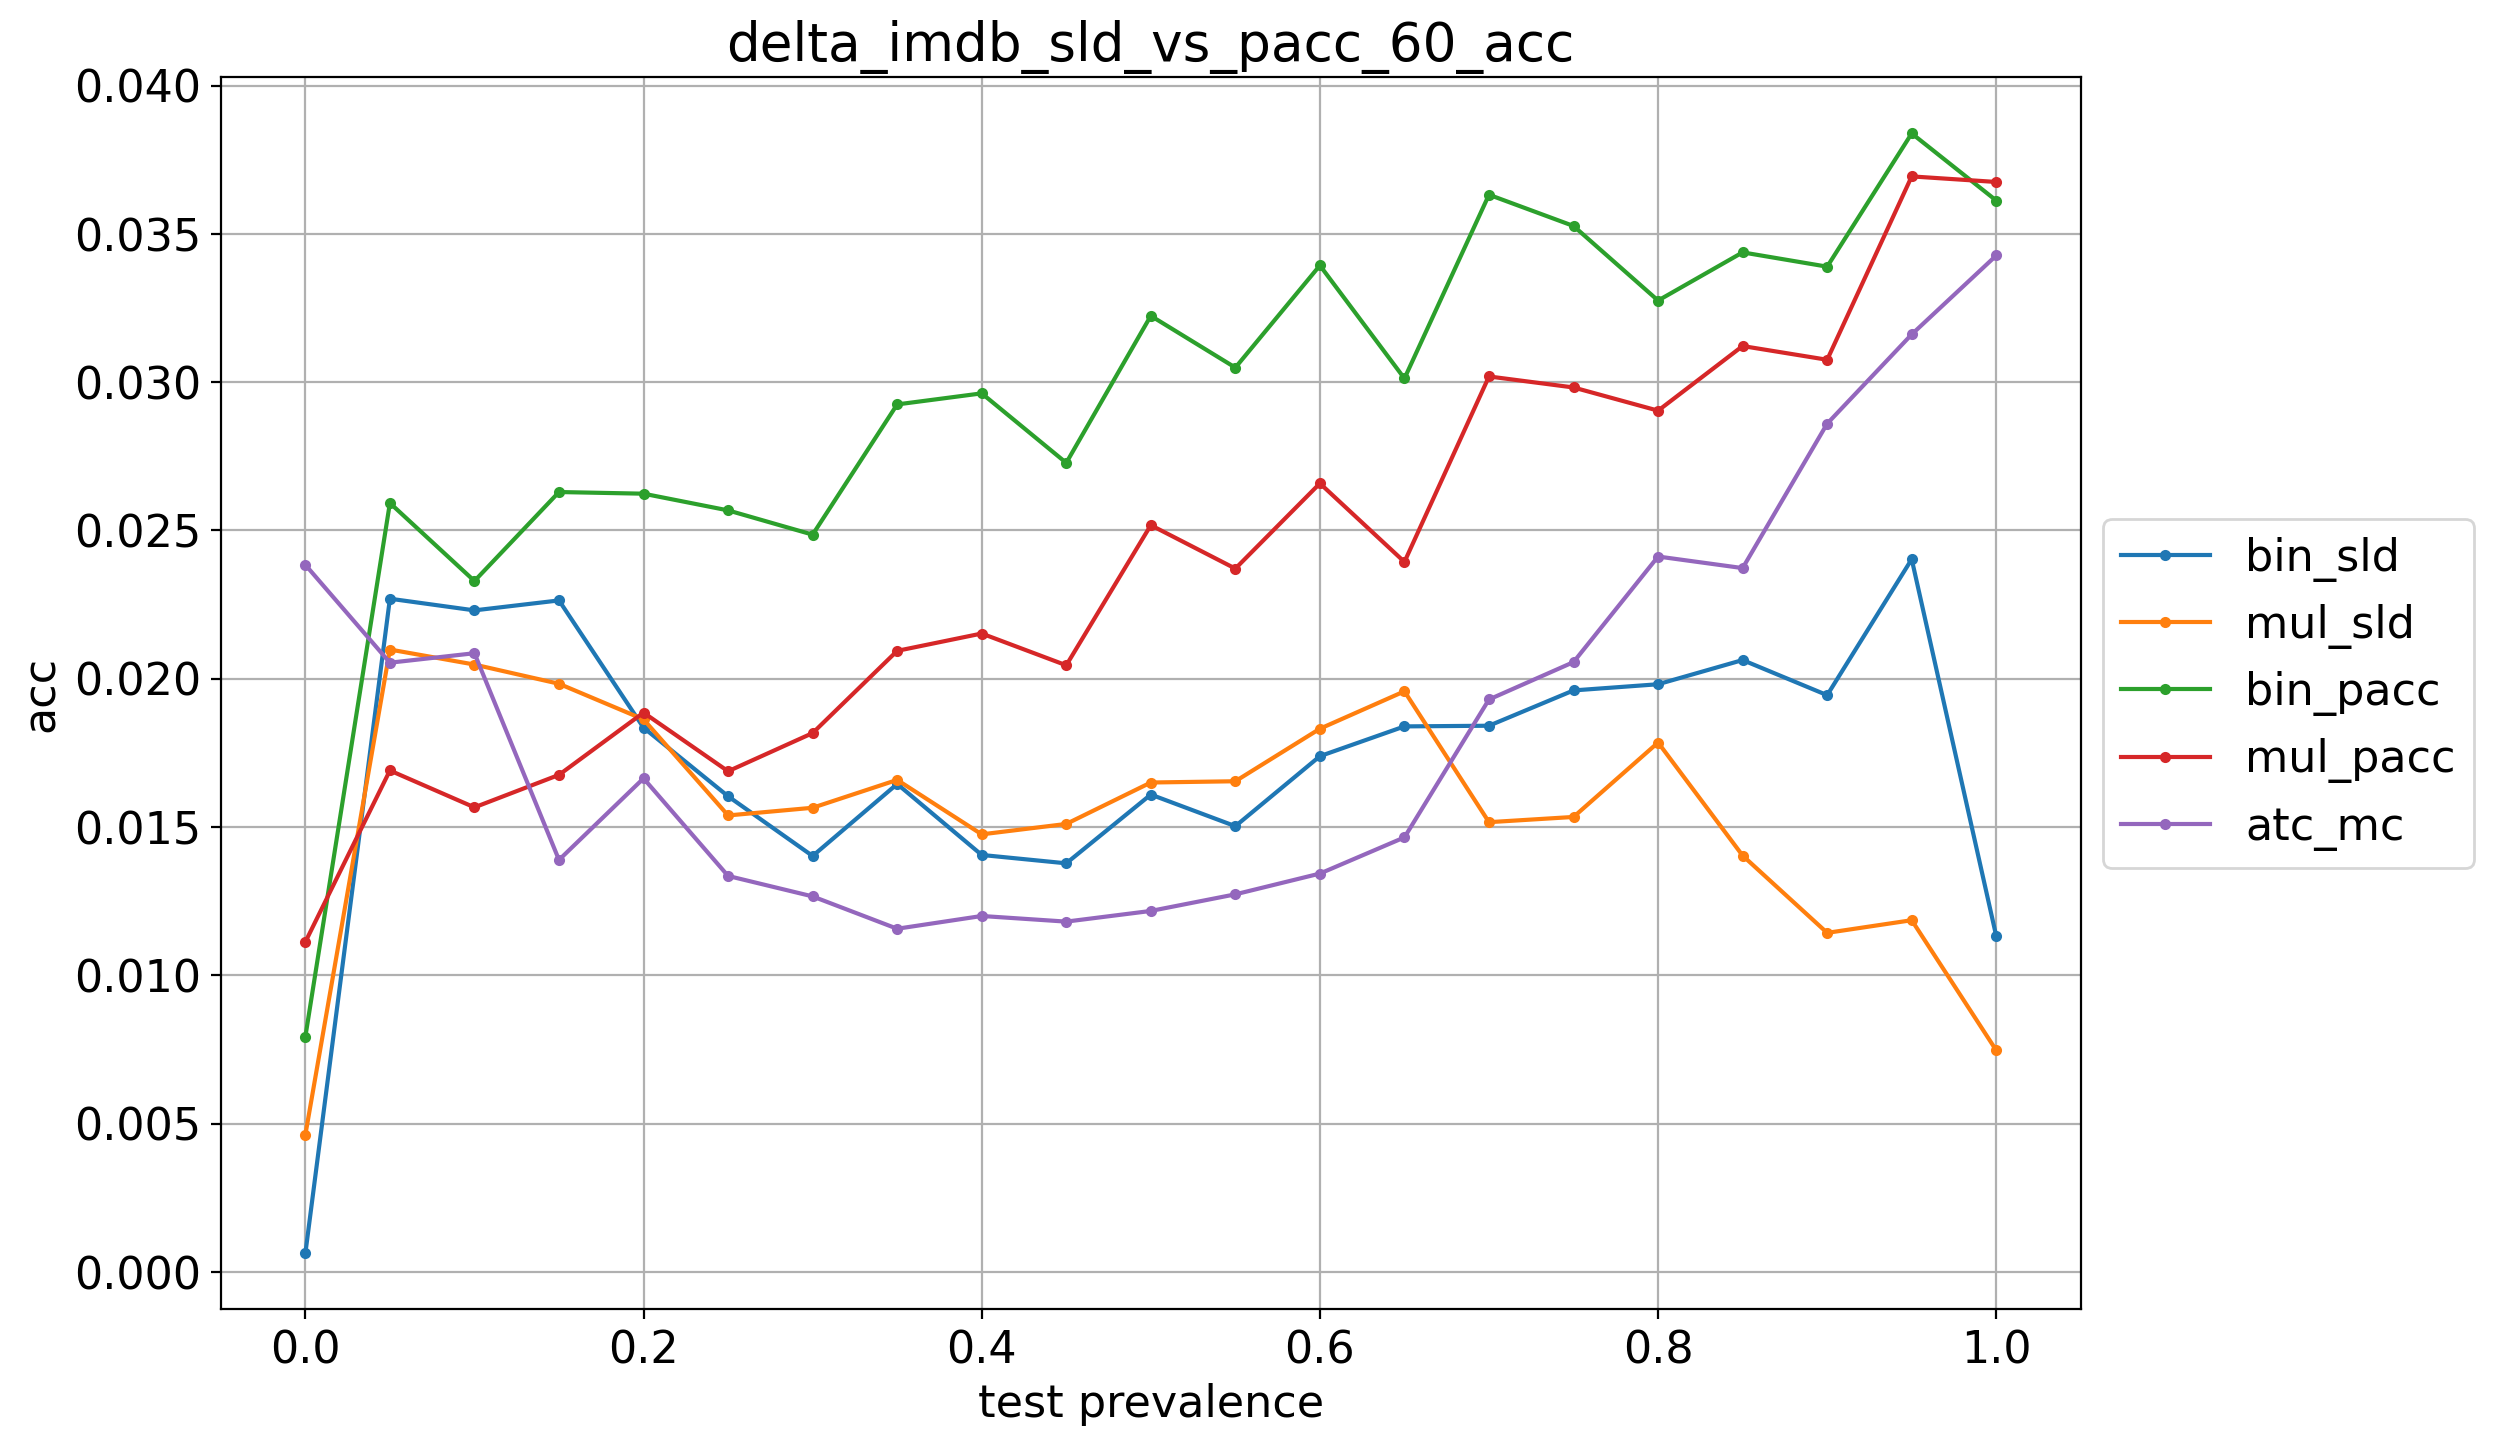 delta_imdb_sld_vs_pacc_60_acc
0.040
0.035
0.030
0.025
0.020
0.015
0.010
0.005
0.000
acc
0.0 0.2 0.4 0.6 0.8 1.0
test prevalence
bin_sld
mul_sld
bin_pacc
mul_pacc
atc_mc